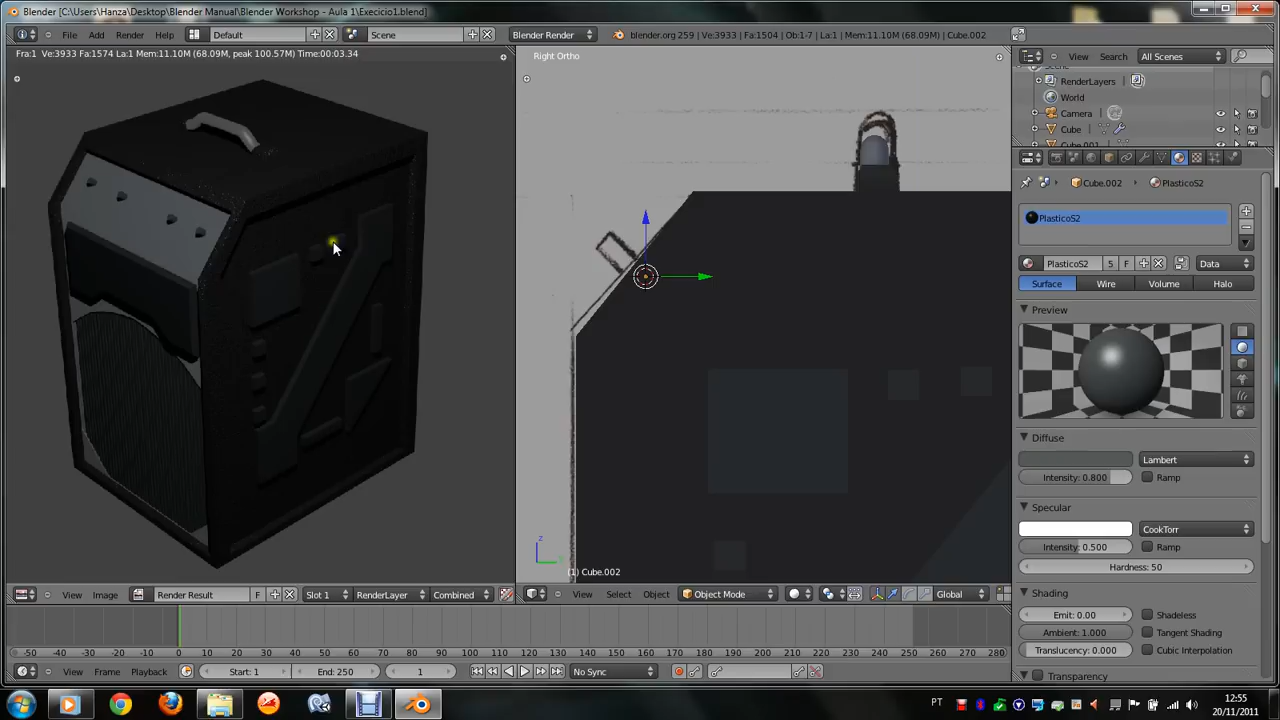 Blender [C:\Users\Hanza\Desktop\Blender Manual\Blender Workshop - Aula 1\Execicio1.blend]
File Add Render Help Default Scene Blender Render blender.org 259 | Ve:3933 | Fa:1504 | Ob:1-7 | La:1 | Mem:11.10M (68.09M) | Cube.002
View Search All Scenes
Fra:1 Ve:3933 Fa:1574 La:1 Mem:11.10M (68.09M, peak 100.57M) Time:00:03.34
Right Ortho
RenderLayers
World
Camera
Cube
Cube.001
Cube.002
PlasticoS2
PlasticoS2
PlasticoS2 5 F Data
Surface Wire Volume Halo
Preview
Diffuse
Lambert
Intensity: 0.800 Ramp
Specular
CookTorr
Intensity: 0.500 Ramp
Hardness: 50
Shading
Emit: 0.00 Shadeless
Ambient: 1.000 Tangent Shading
Translucency: 0.000 Cubic Interpolation
Transparency
z
(1) Cube.002
View Image Render Result F Slot 1 RenderLayer Combined
View Select Object Object Mode Global
-50 -40 -30 -20 -10 0 10 20 30 40 50 60 70 80 90 100 110 120 130 140 150 160 170 180 190 200 210 220 230 240 250 260 270 280
View Frame Playback Start: 1 End: 250 1 No Sync
PT
12:55
20/11/2011